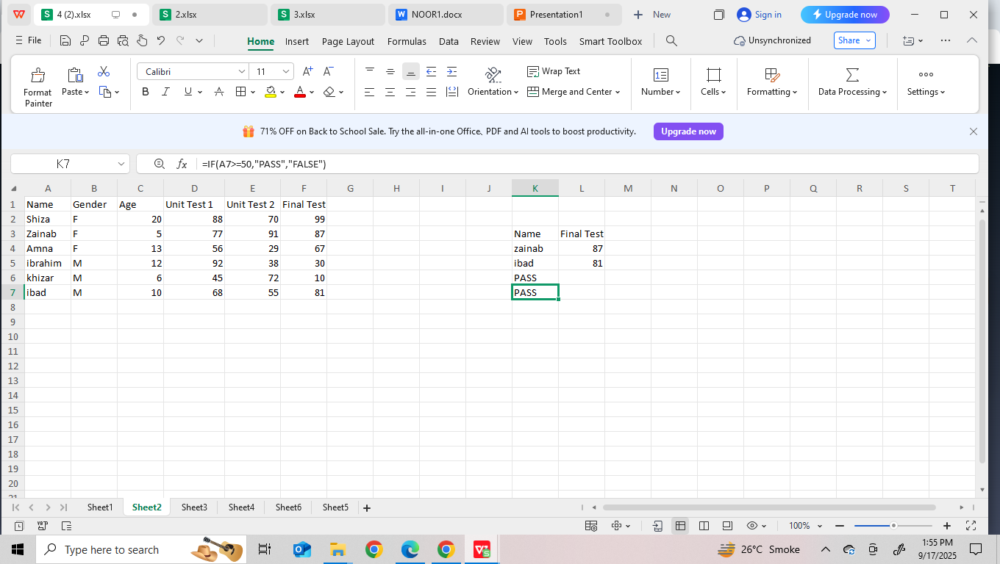 4 (2).xlsx 2.xlsx 3.xlsx NOOR1.docx Presentation1 New Sign in Upgrade now
File Home Insert Page Layout Formulas Data Review View Tools Smart Toolbox Unsynchronized Share
Format Painter Paste Calibri 11 A+ A- B I U A Orientation Wrap Text Merge and Center Number Cells Formatting Data Processing Settings
71% OFF on Back to School Sale. Try the all-in-one Office、PDF and AI tools to boost productivity. Upgrade now
K7 fx =IF(A7>=50,"PASS","FALSE")
A B C D E F G H I J K L M N O P Q R S T
1 Name Gender Age Unit Test 1 Unit Test 2 Final Test
2 Shiza F 20 88 70 99
3 Zainab F 5 77 91 87 Name Final Test
4 Amna F 13 56 29 67 zainab 87
5 ibrahim M 12 92 38 30 ibad 81
6 khizar M 6 45 72 10 PASS
7 ibad M 10 68 55 81 PASS
8
9
10
11
12
13
14
15
16
17
18
19
20
21
Sheet1 Sheet2 Sheet3 Sheet4 Sheet6 Sheet5
100%
Type here to search 26°C Smoke 1:55 PM
9/17/2025